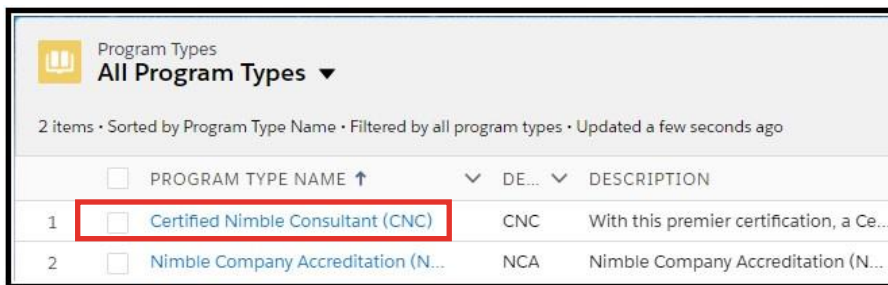 Program Types
All Program Types
2 items • Sorted by Program Type Name • Filtered by all program types • Updated a few seconds ago
PROGRAM TYPE NAME ↑ DE... DESCRIPTION
1 Certified Nimble Consultant (CNC) CNC With this premier certification, a Ce...
2 Nimble Company Accreditation (N... NCA Nimble Company Accreditation (N...